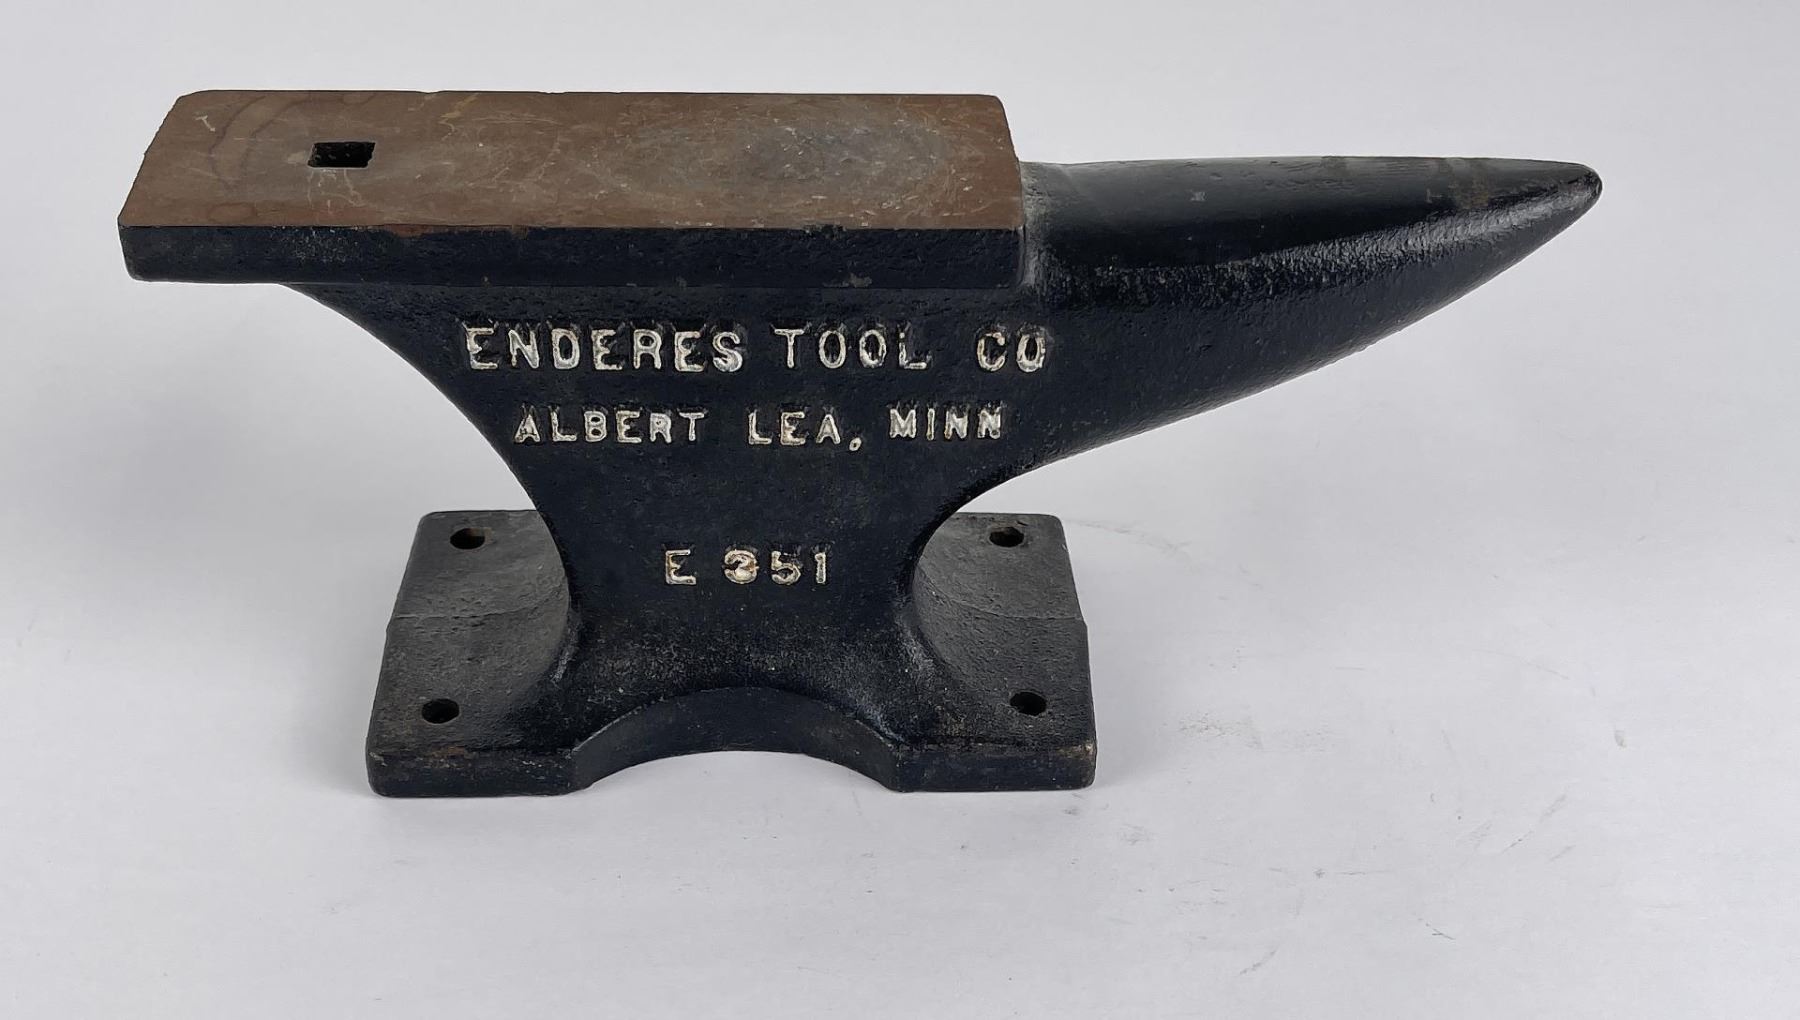 ENDERES TOOL CO
ALBERT LEA, MINN
E 351